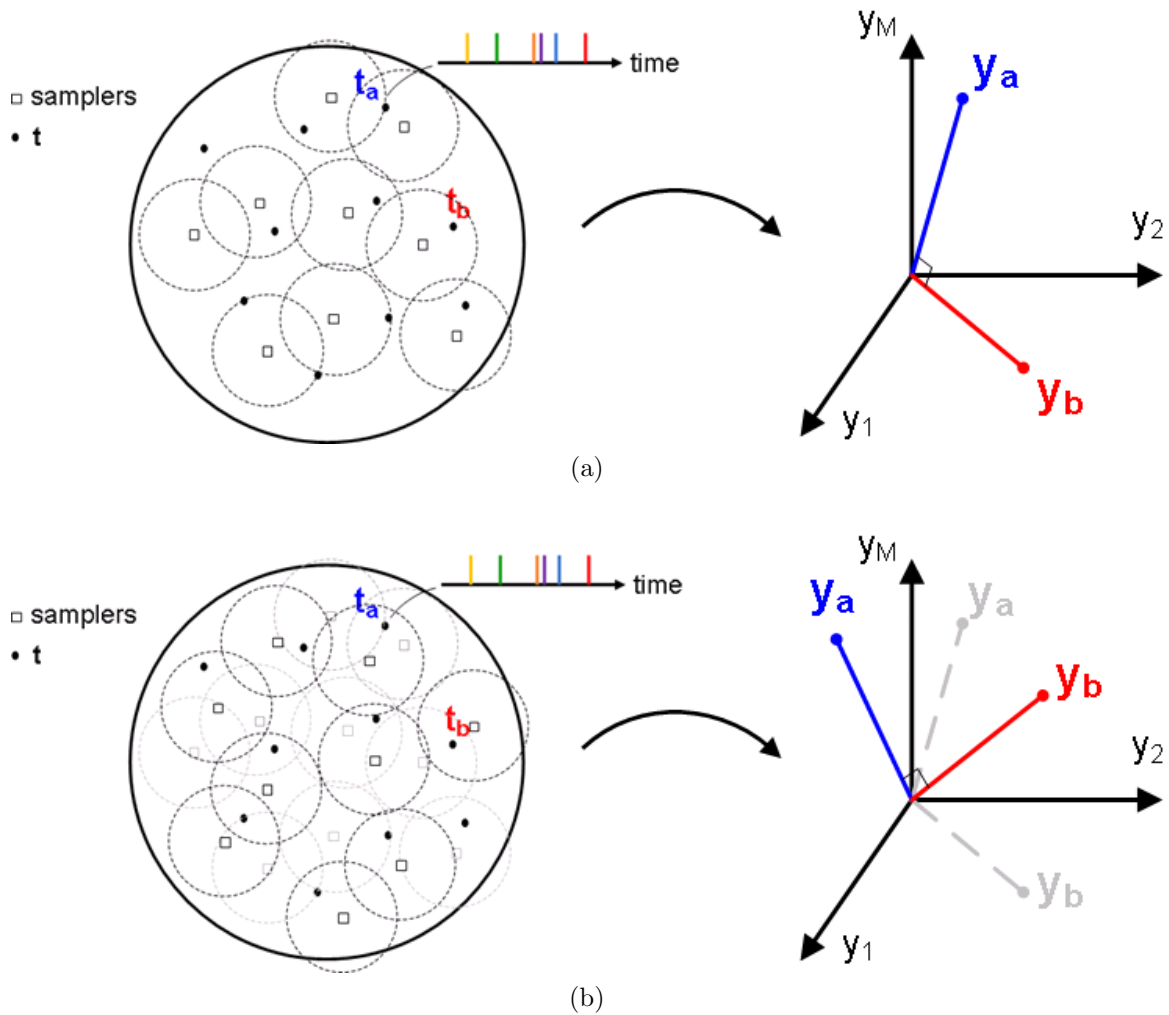 y_M
y_a
t_a
time
□ samplers
• t
t_b
y_2
y_b
y_1
(a)
y_M
y_a
y_a
t_a
time
□ samplers
• t
y_b
t_b
y_2
y_b
y_1
(b)